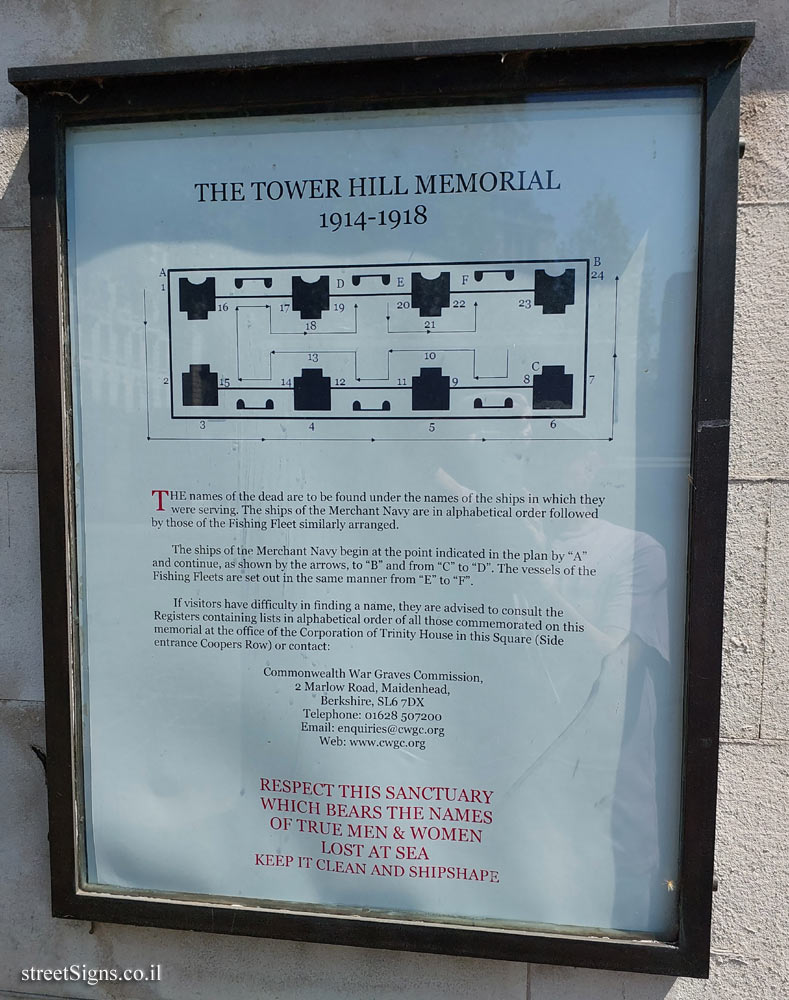 THE TOWER HILL MEMORIAL
1914-1918
A
B
1
D
E
F
24
16
17
19
20
22
23
18
21
13
10
C
2
15
14
12
11
9
8
7
3
4
5
6
THE names of the dead are to be found under the names of the ships in which they
were serving. The ships of the Merchant Navy are in alphabetical order followed
by those of the Fishing Fleet similarly arranged.
The ships of the Merchant Navy begin at the point indicated in the plan by “A”
and continue, as shown by the arrows, to “B” and from “C” to “D”. The vessels of the
Fishing Fleets are set out in the same manner from “E” to “F”.
If visitors have difficulty in finding a name, they are advised to consult the
Registers containing lists in alphabetical order of all those commemorated on this
memorial at the office of the Corporation of Trinity House in this Square (Side
entrance Coopers Row) or contact:
Commonwealth War Graves Commission,
2 Marlow Road, Maidenhead,
Berkshire, SL6 7DX
Telephone: 01628 507200
Email: enquiries@cwgc.org
Web: www.cwgc.org
RESPECT THIS SANCTUARY
WHICH BEARS THE NAMES
OF TRUE MEN & WOMEN
LOST AT SEA
KEEP IT CLEAN AND SHIPSHAPE
streetSigns.co.il